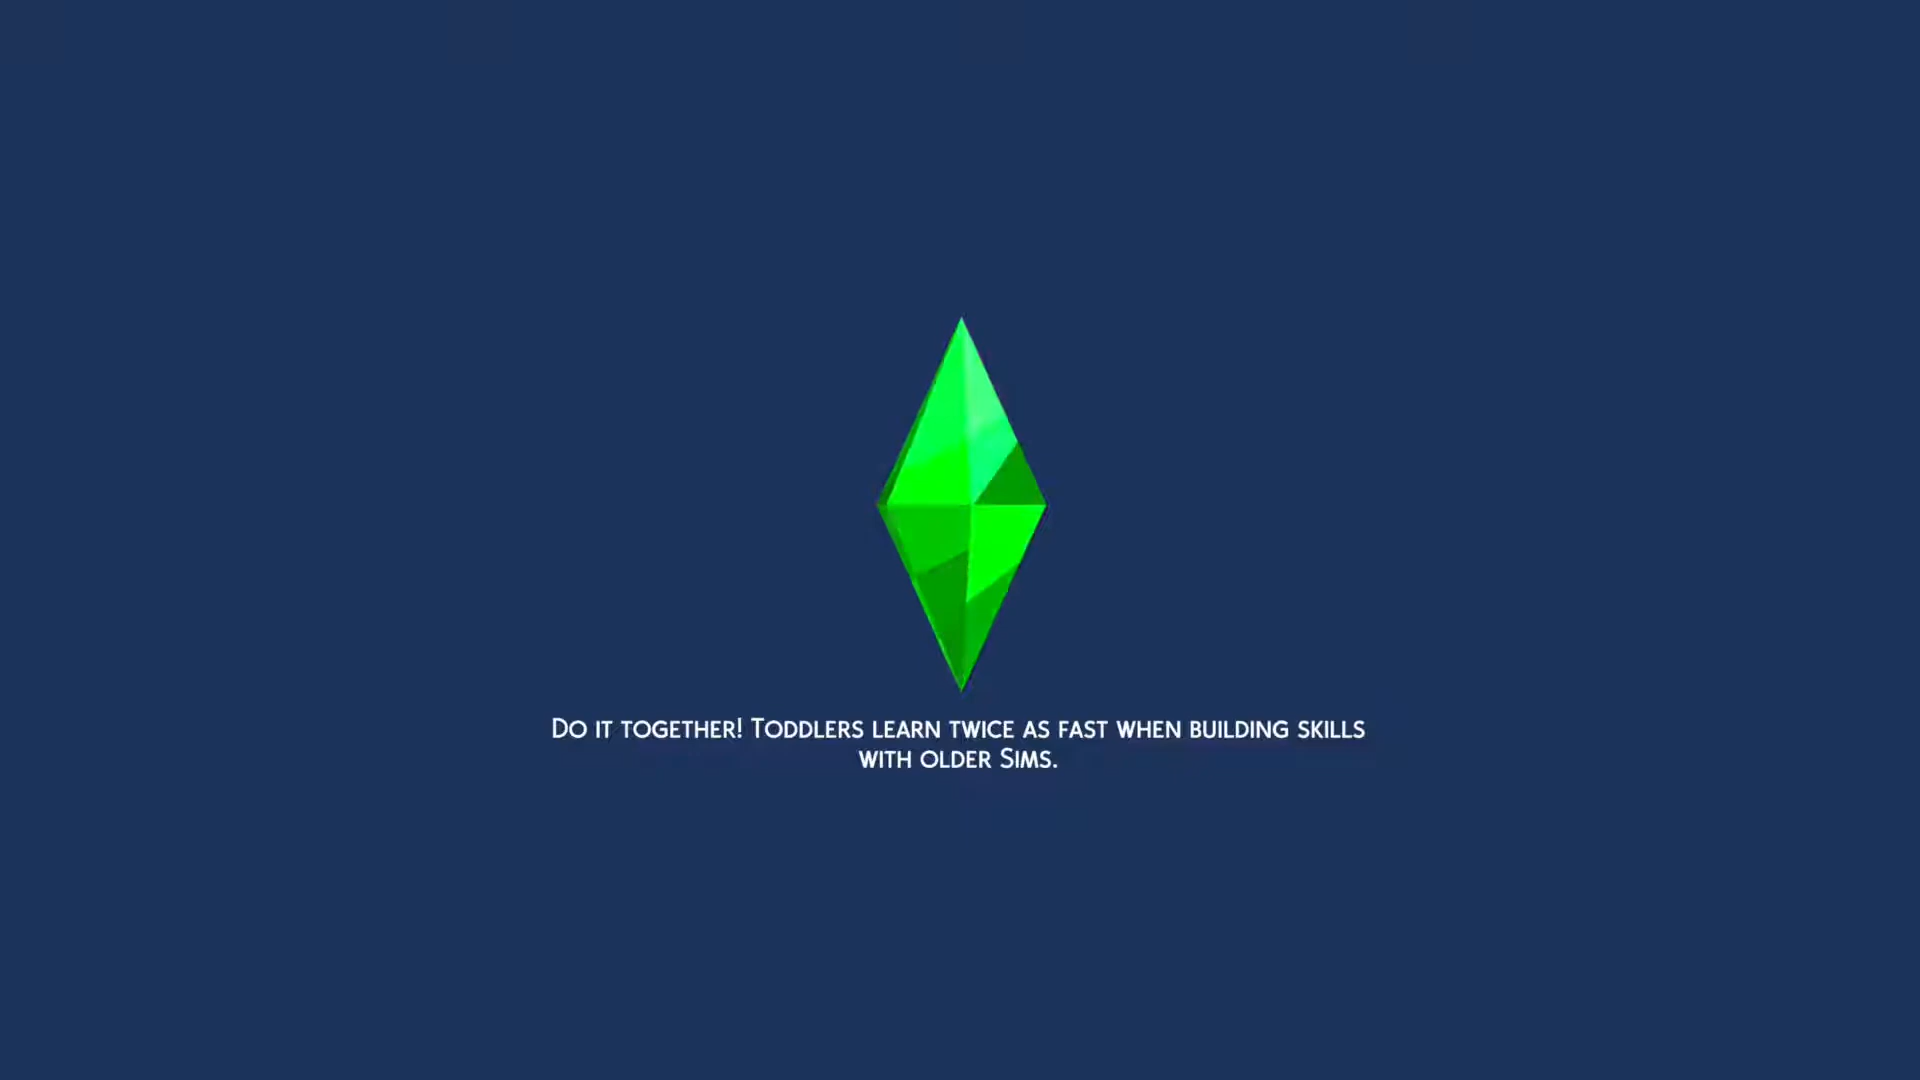 Do it together! Toddlers learn twice as fast when building skills
with older Sims.